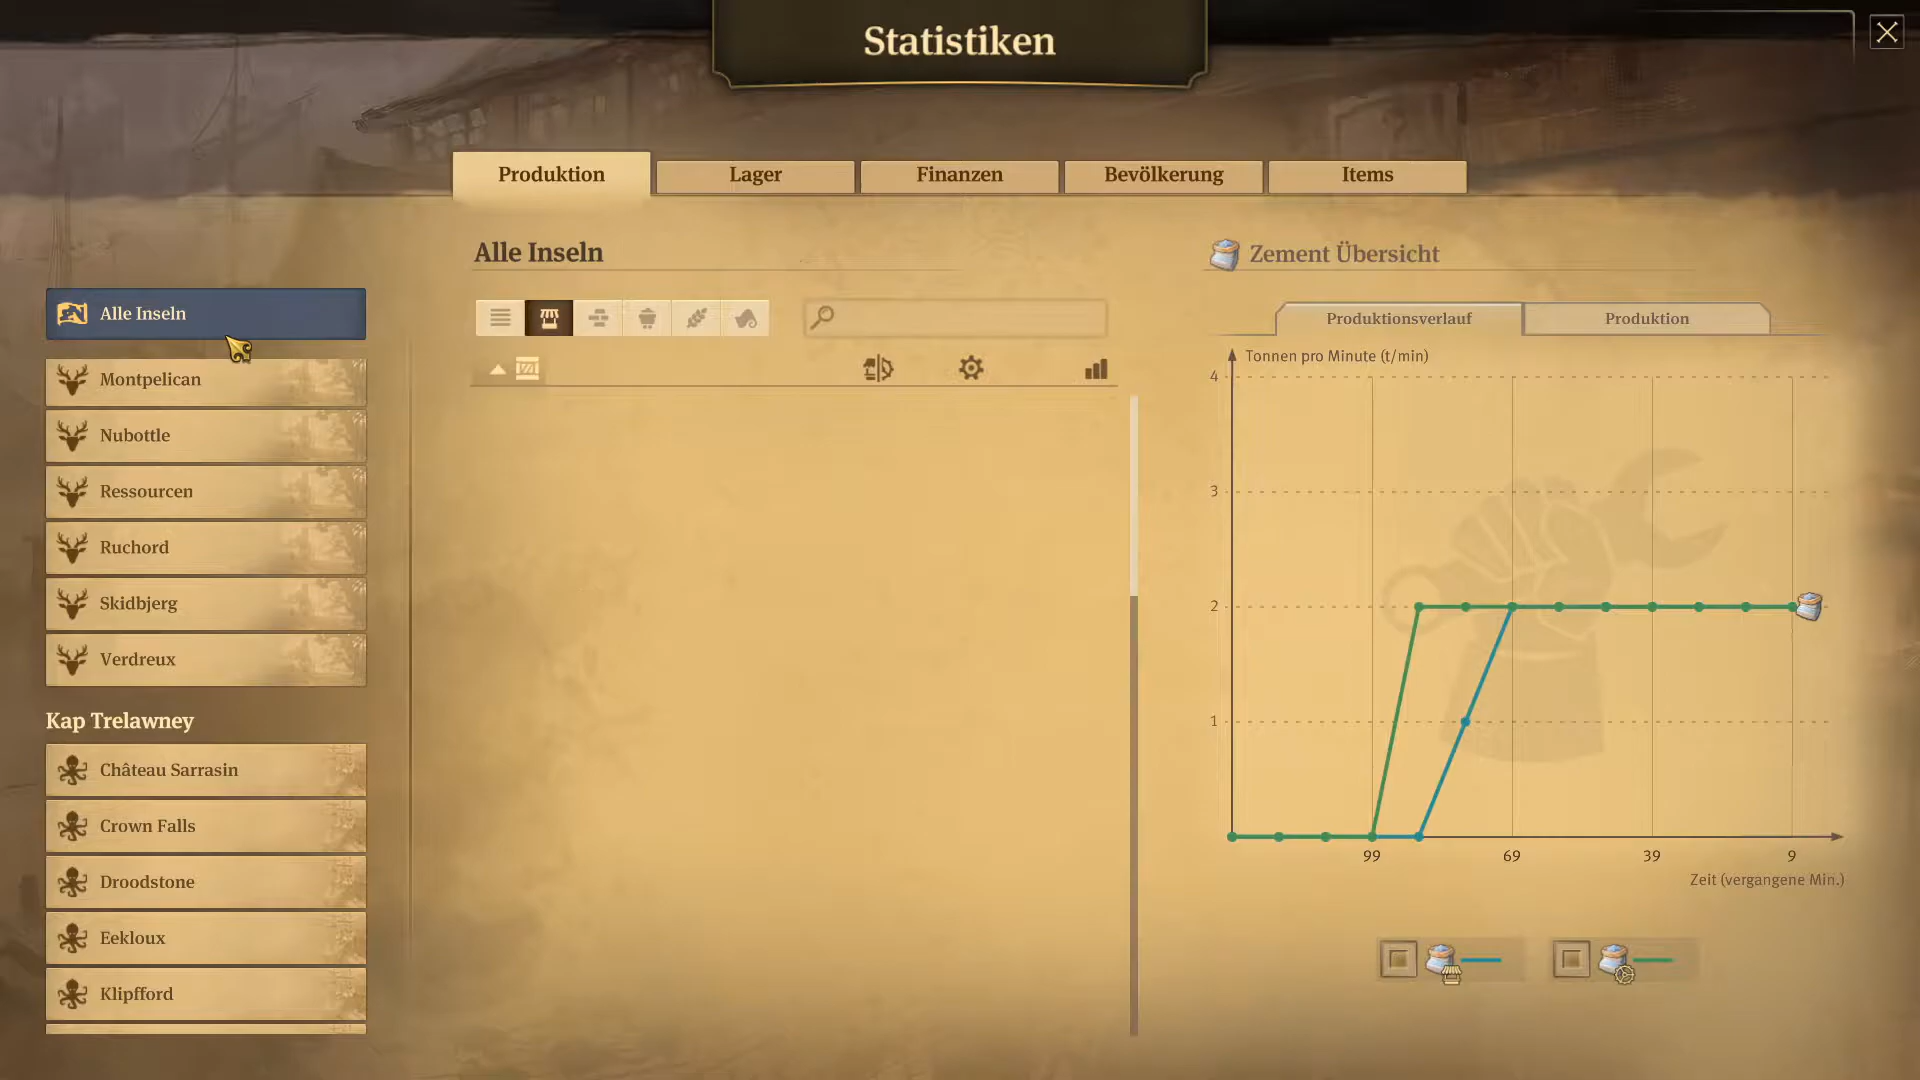 Statistiken
Produktion
Lager
Finanzen
Bevölkerung
Items
Alle Inseln
Montpelican
Nubottle
Ressourcen
Ruchord
Skidbjerg
Verdreux
Kap Trelawney
Château Sarrasin
Crown Falls
Droodstone
Eekloux
Klipfford
Alle Inseln
Zement Übersicht
Produktionsverlauf
Produktion
Tonnen pro Minute (t/min)
4
3
2
1
99 69 39 9
Zeit (vergangene Min.)